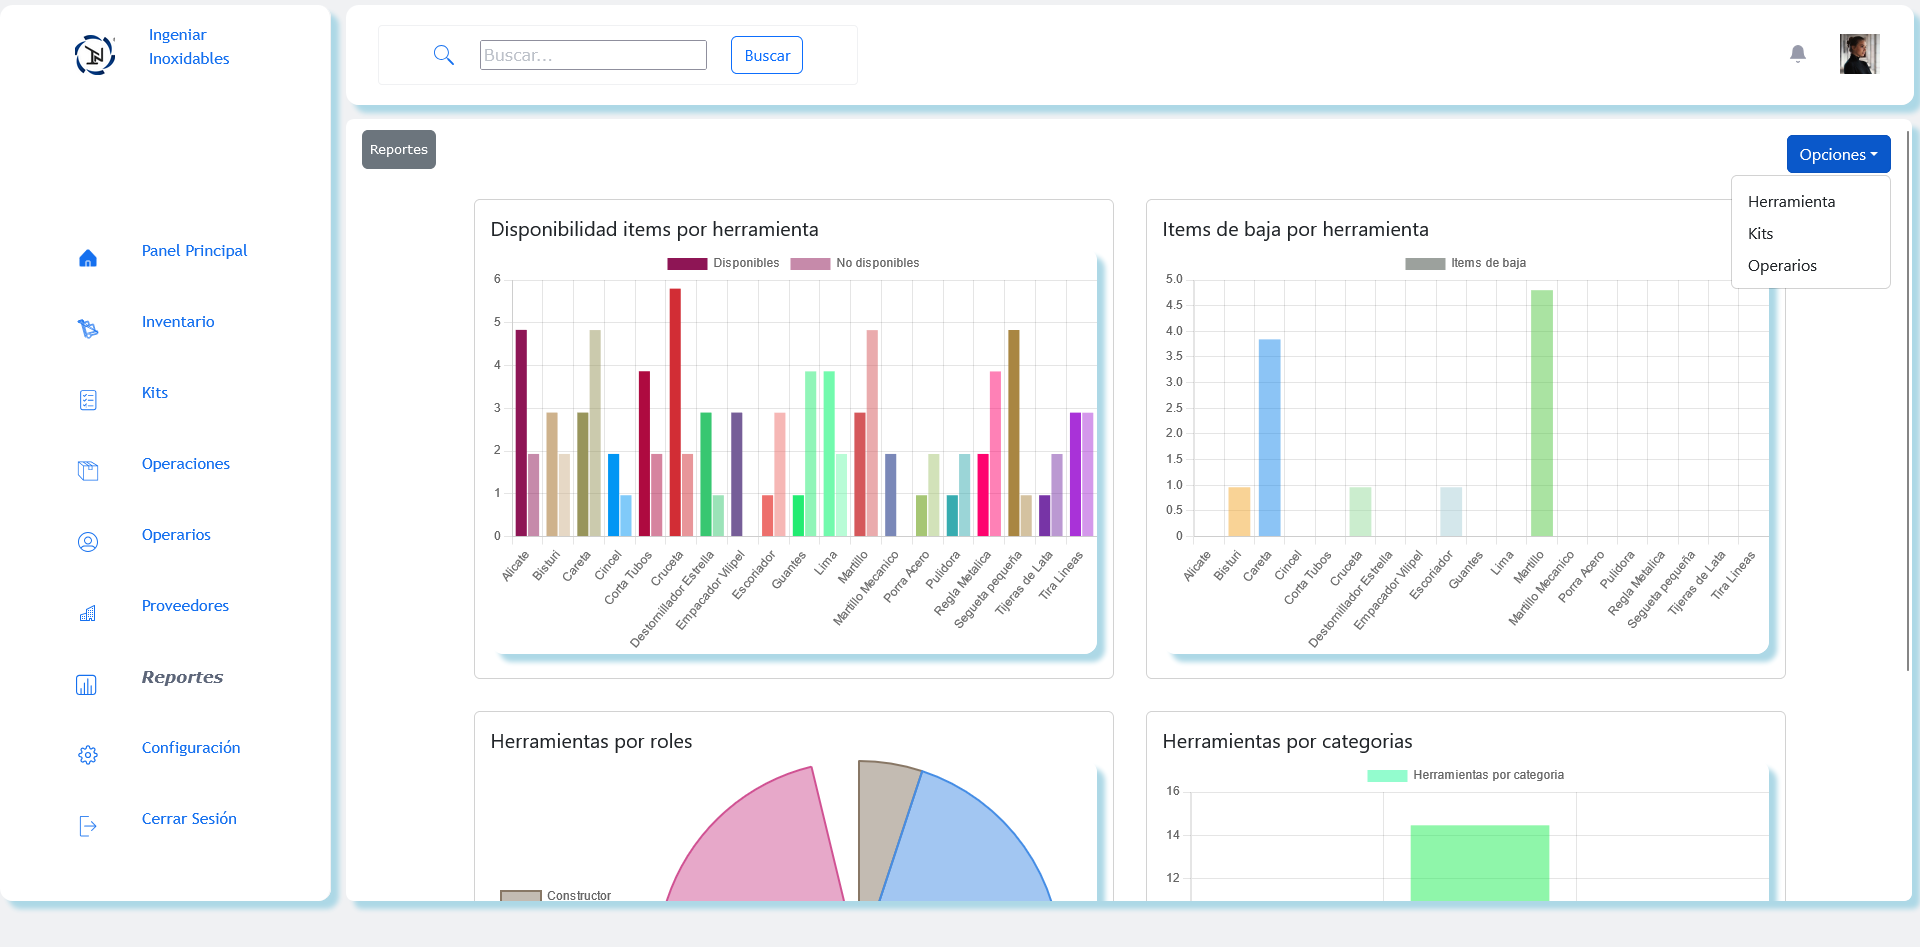 Ingeniar
Inoxidables
Panel Principal
Inventario
Kits
Operaciones
Operarios
Proveedores
Reportes
Configuración
Cerrar Sesión
Buscar...
Buscar
Reportes
Opciones
Herramienta
Kits
Operarios
Disponibilidad items por herramienta
Disponibles
No disponibles
6
5
4
3
2
1
0
Alicate
Bisturi
Careta
Cincel
Corta Tubos
Cruceta
Destornillador Estrella
Empacador Vilipel
Escoriador
Guantes
Lima
Martillo
Martillo Mecanico
Porra Acero
Pulidora
Regla Metalica
Segueta pequeña
Tijeras de Lata
Tira Lineas
Items de baja por herramienta
Items de baja
5.0
4.5
4.0
3.5
3.0
2.5
2.0
1.5
1.0
0.5
0
Alicate
Bisturi
Careta
Cincel
Corta Tubos
Cruceta
Destornillador Estrella
Empacador Vilipel
Escoriador
Guantes
Lima
Martillo
Martillo Mecanico
Porra Acero
Pulidora
Regla Metalica
Segueta pequeña
Tijeras de Lata
Tira Lineas
Herramientas por roles
Constructor
Herramientas por categorias
Herramientas por categoria
16
14
12